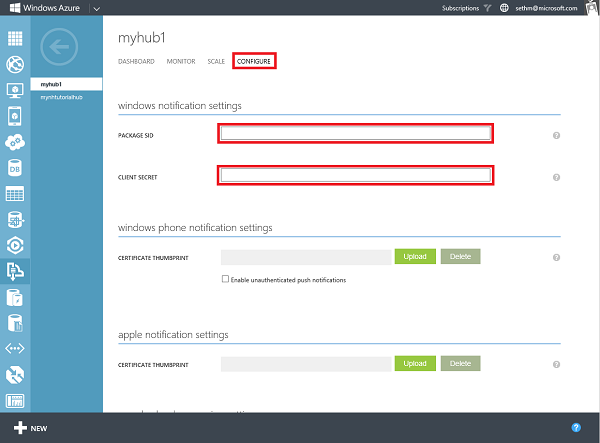 Windows Azure
Subscriptions
sethm@microsoft.com
myhub1
mynhtutorialhub
myhub1
DASHBOARD MONITOR SCALE CONFIGURE
windows notification settings
PACKAGE SID
?
CLIENT SECRET
?
windows phone notification settings
CERTIFICATE THUMBPRINT Upload Delete ?
Enable unauthenticated push notifications
apple notification settings
CERTIFICATE THUMBPRINT Upload Delete ?
DB
NEW ?